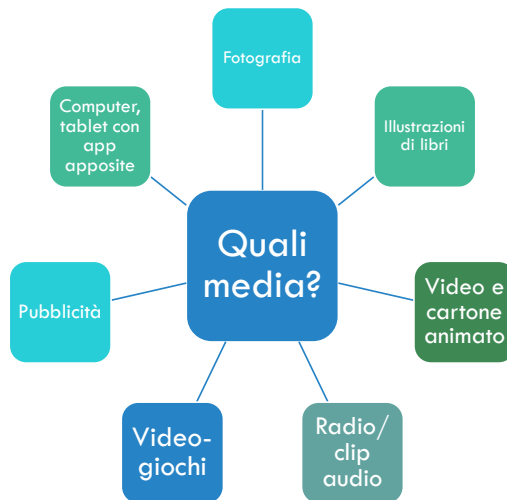 Fotografia
Computer,
tablet con
app
apposite
Illustrazioni
di libri
Quali
media?
Pubblicità
Video e
cartone
animato
Video-
giochi
Radio/
clip
audio